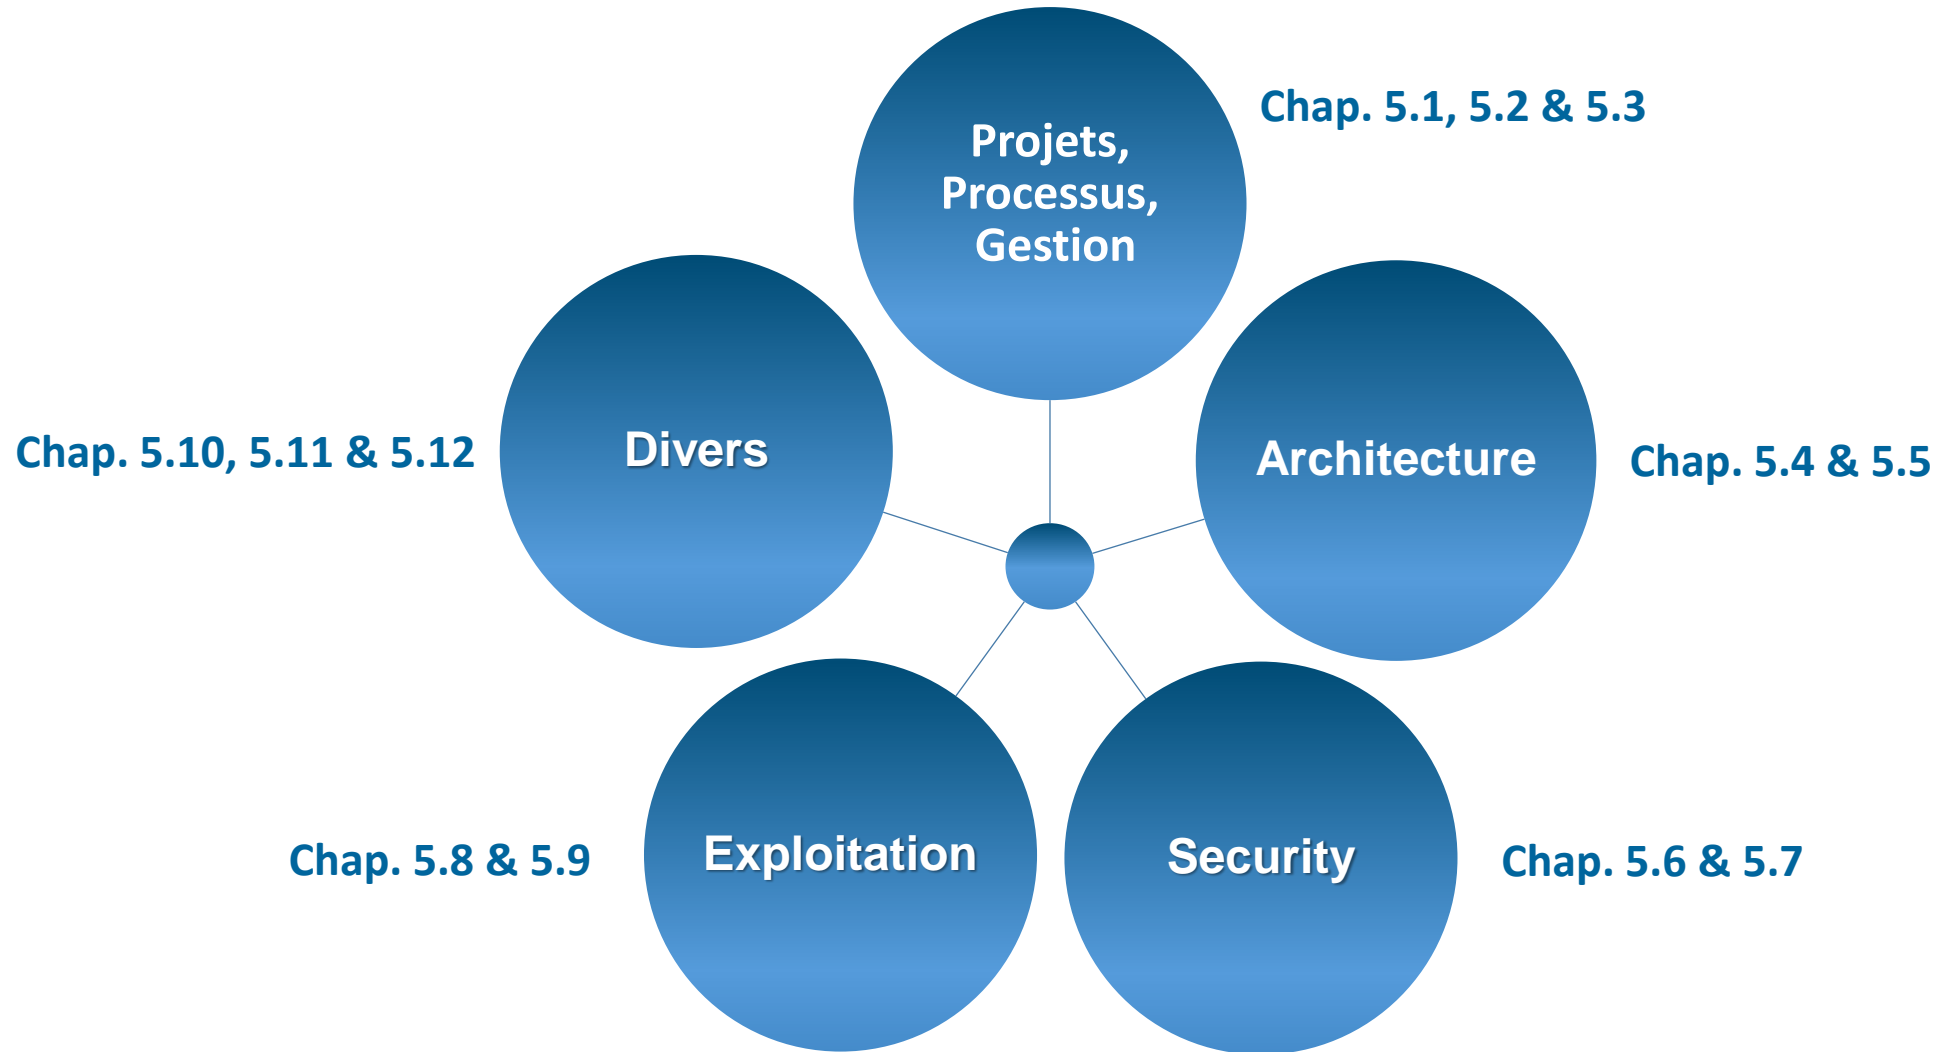 Projets,
Processus,
Gestion
Chap. 5.1, 5.2 & 5.3
Architecture
Chap. 5.4 & 5.5
Security
Chap. 5.6 & 5.7
Exploitation
Chap. 5.8 & 5.9
Divers
Chap. 5.10, 5.11 & 5.12